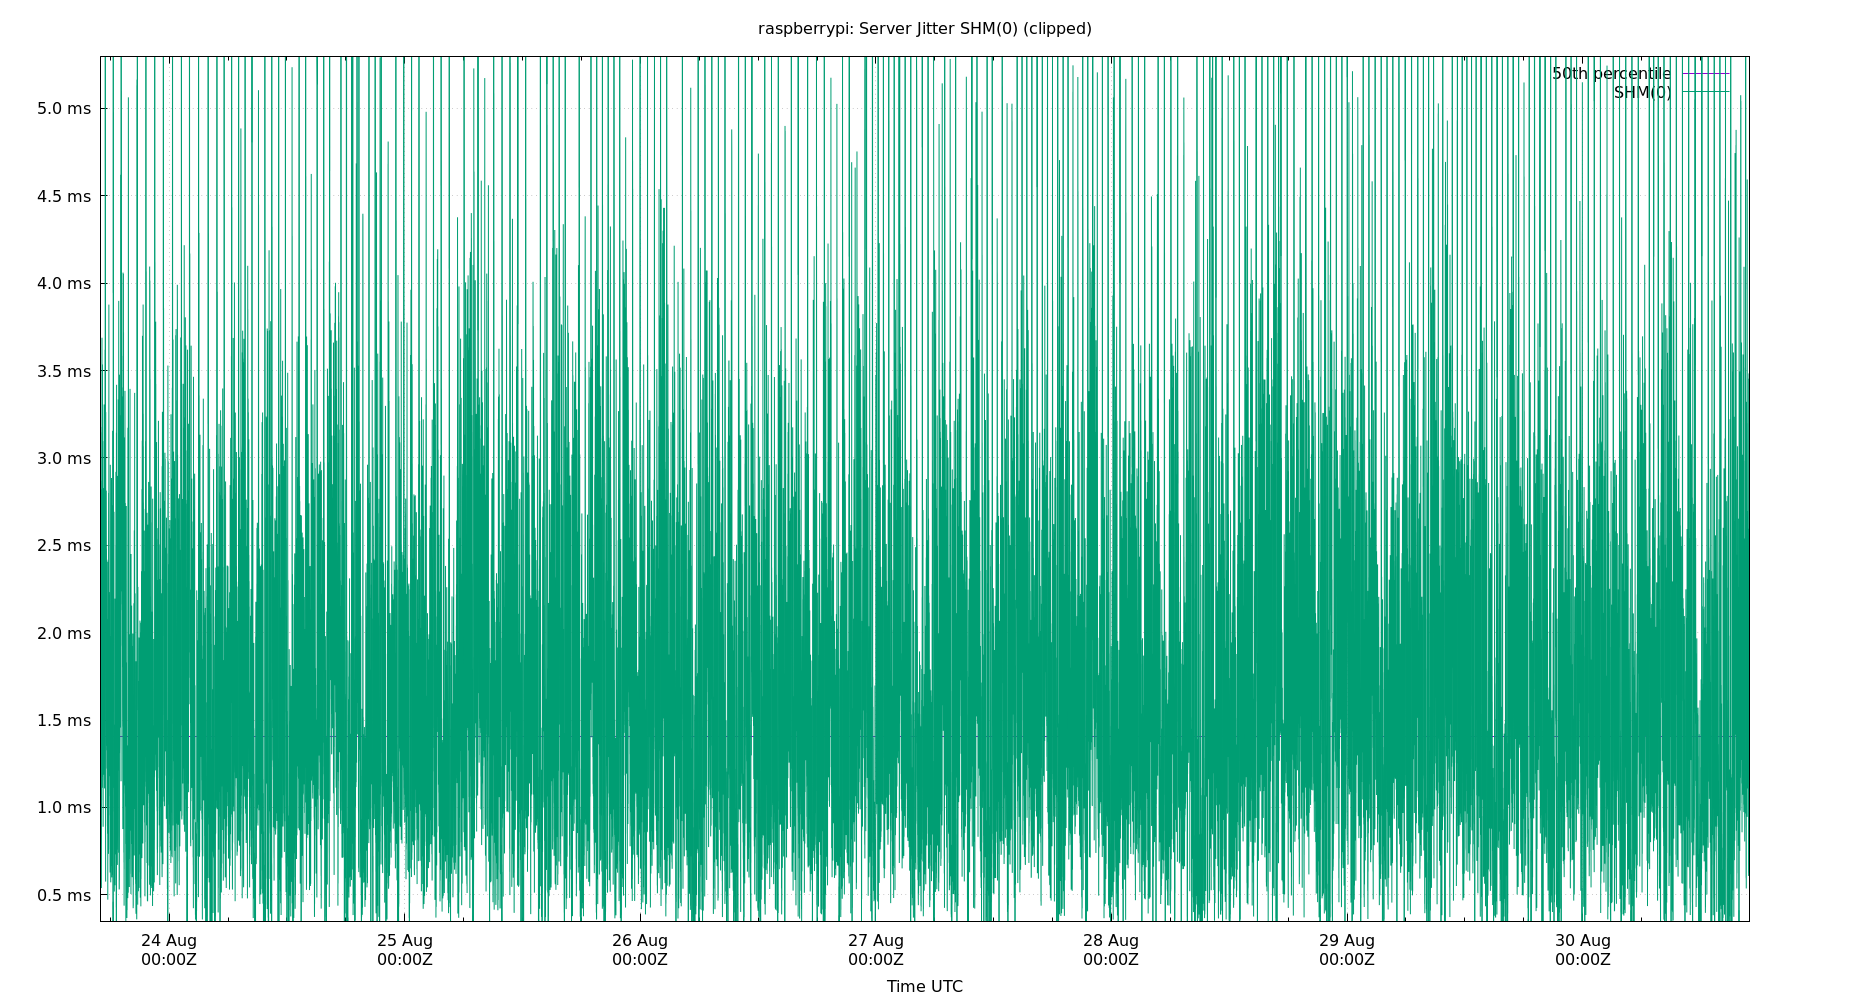 raspberrypi: Server Jitter SHM(0) (clipped)
50th percentile
SHM(0)
5.0 ms
4.5 ms
4.0 ms
3.5 ms
3.0 ms
2.5 ms
2.0 ms
1.5 ms
1.0 ms
0.5 ms
24 Aug 25 Aug 26 Aug 27 Aug 28 Aug 29 Aug 30 Aug
00:00Z 00:00Z 00:00Z 00:00Z 00:00Z 00:00Z 00:00Z
Time UTC